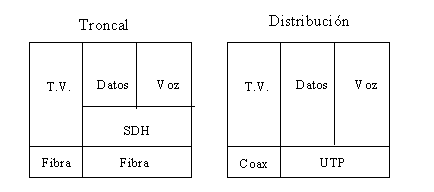 Troncal
Distribución
T.V. Datos Voz
SDH
Fibra Fibra
T.V. Datos Voz
Coax UTP